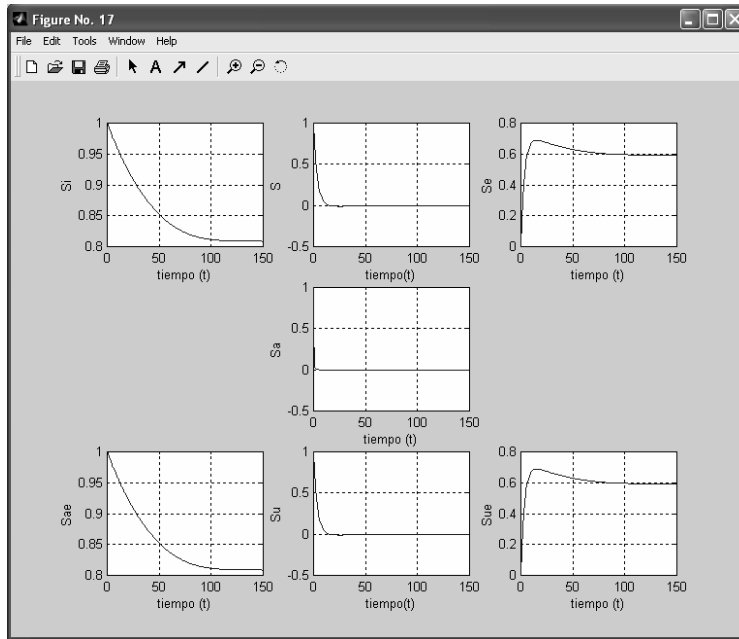 Figure No. 17
File Edit Tools Window Help
A
1
0.95
0.9
0.85
0.8
Si
0 50 100 150
tiempo (t)
1
0.5
0
-0.5
S
0 50 100 150
tiempo(t)
0.8
0.6
0.4
0.2
0
Se
0 50 100 150
tiempo (t)
1
0.5
0
-0.5
Sa
0 50 100 150
tiempo (t)
1
0.95
0.9
0.85
0.8
Sae
0 50 100 150
tiempo (t)
1
0.5
0
-0.5
Su
0 50 100 150
tiempo(t)
0.8
0.6
0.4
0.2
0
Sue
0 50 100 150
tiempo (t)